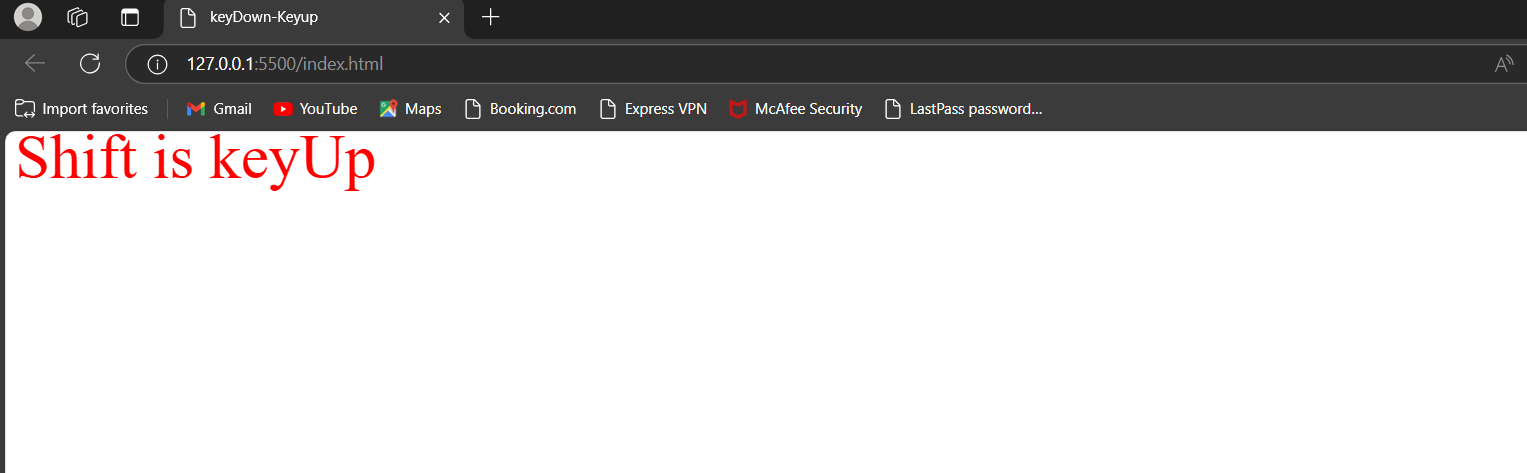 keyDown-Keyup
127.0.0.1:5500/index.html
Import favorites Gmail YouTube Maps Booking.com Express VPN McAfee Security LastPass password...
Shift is keyUp